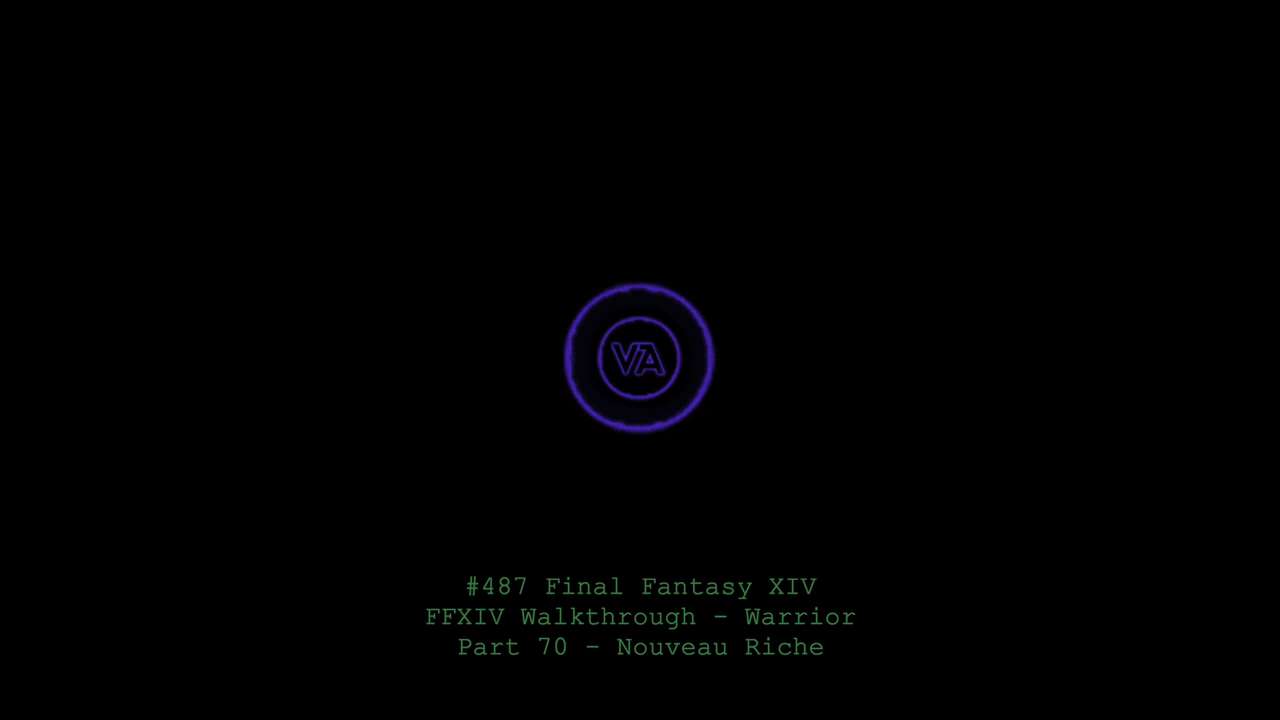 VA
#487 Final Fantasy XIV
FFXIV Walkthrough - Warrior
Part 70 - Nouveau Riche